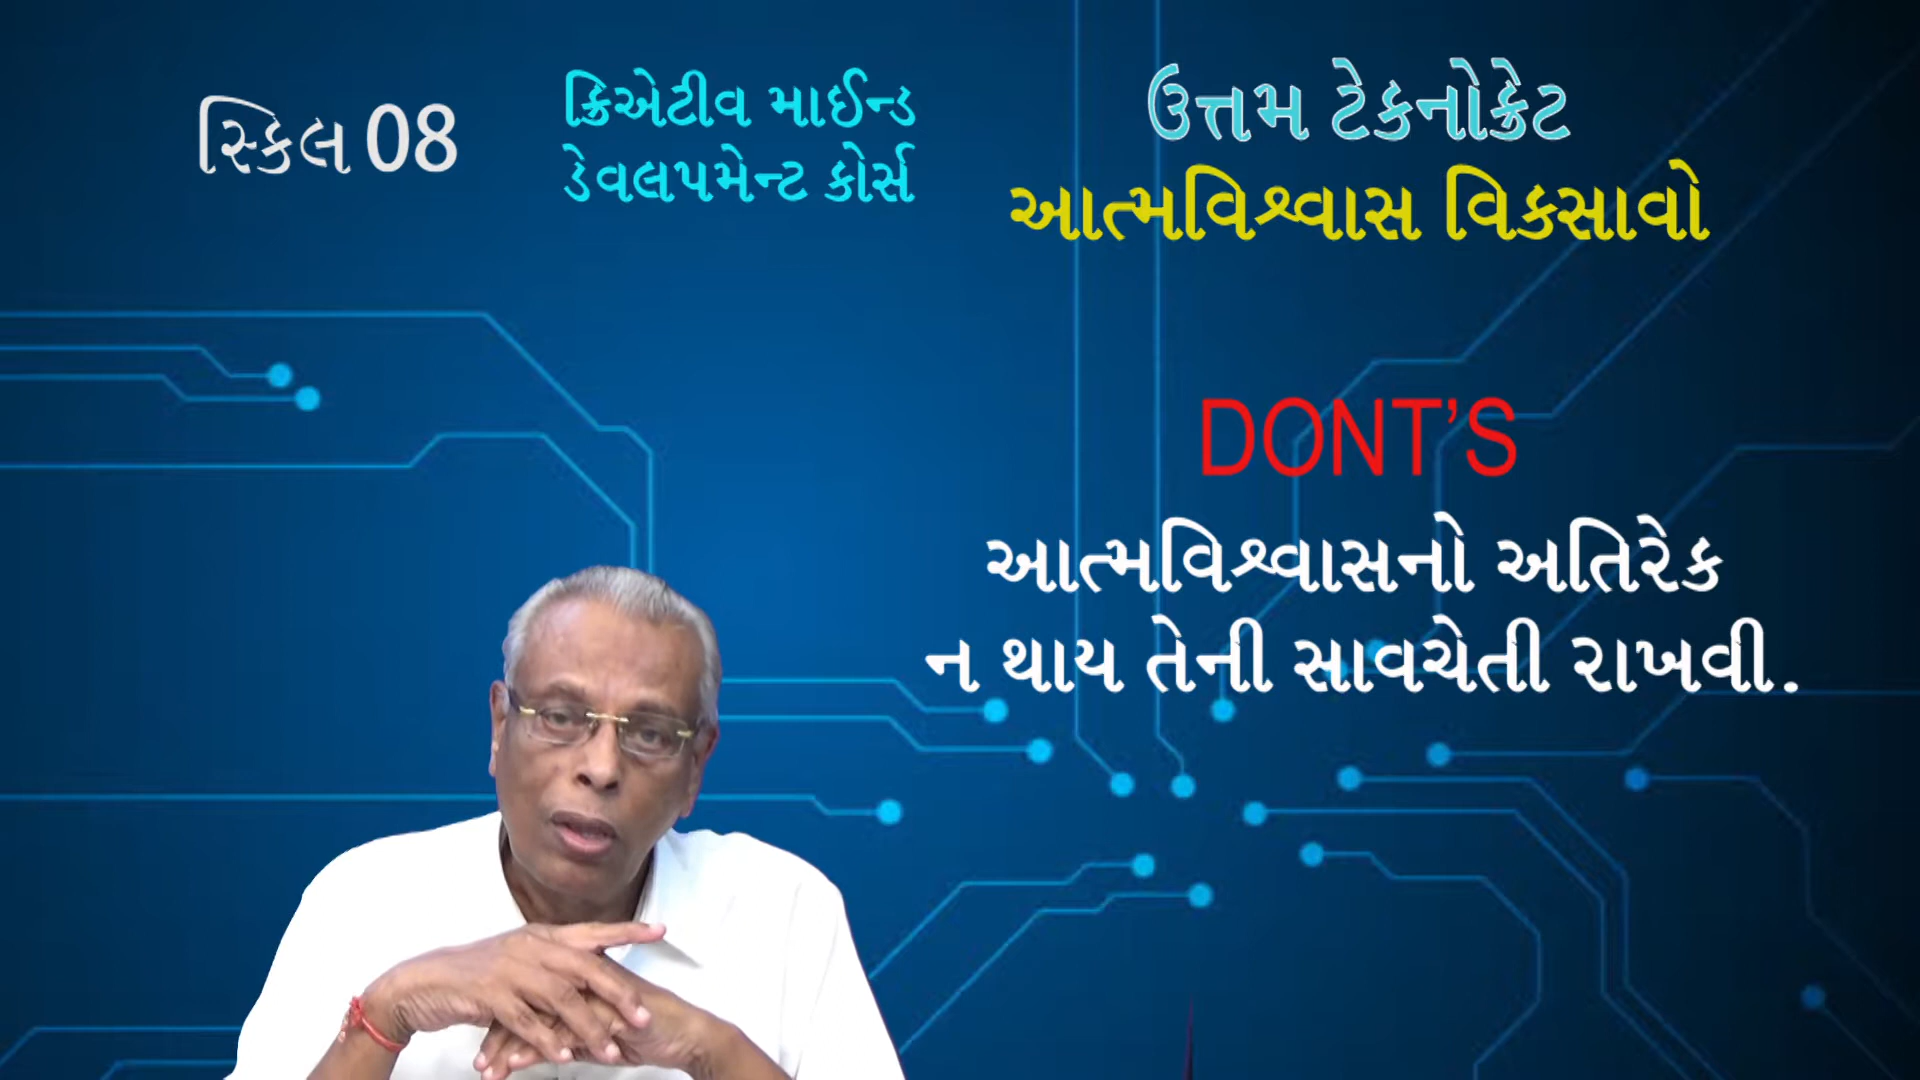 સ્કિલ 08
ક્રિએટીવ માઈન્ડ
ડેવલપમેન્ટ કોર્સ
ઉત્તમ ટેકનોક્રેટ
આત્મવિશ્વાસ વિકસાવો
DONT'S
આત્મવિશ્વાસનો અતિરેક
ન થાય તેની સાવચેતી રાખવી.